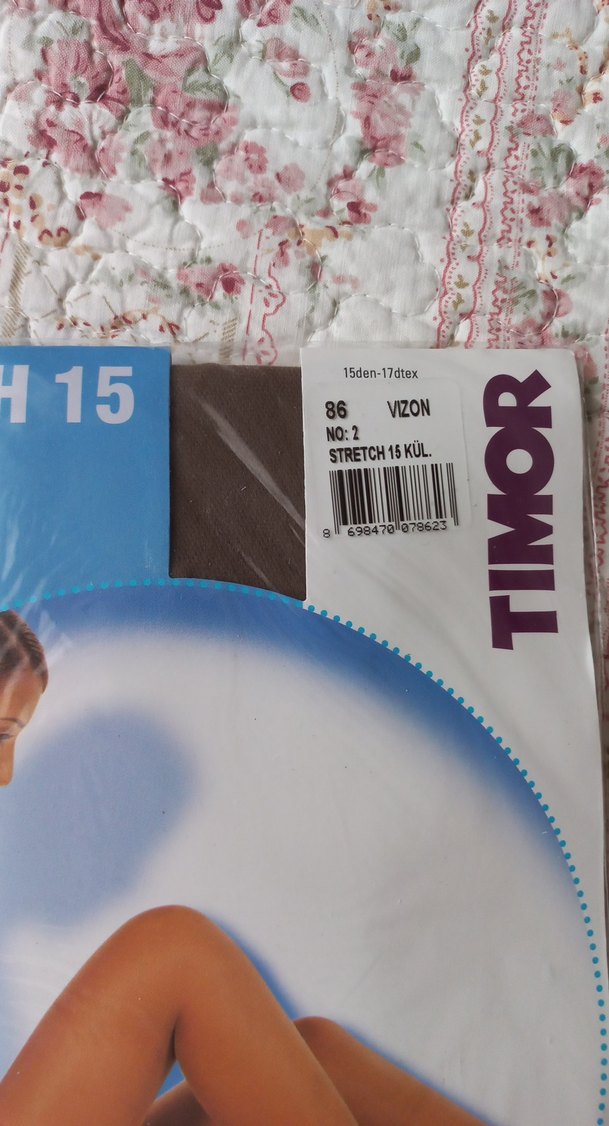 H 15
15den-17dtex
86 VIZON
NO: 2
STRETCH 15 KÜL.
8 698470 078623
TIMOR